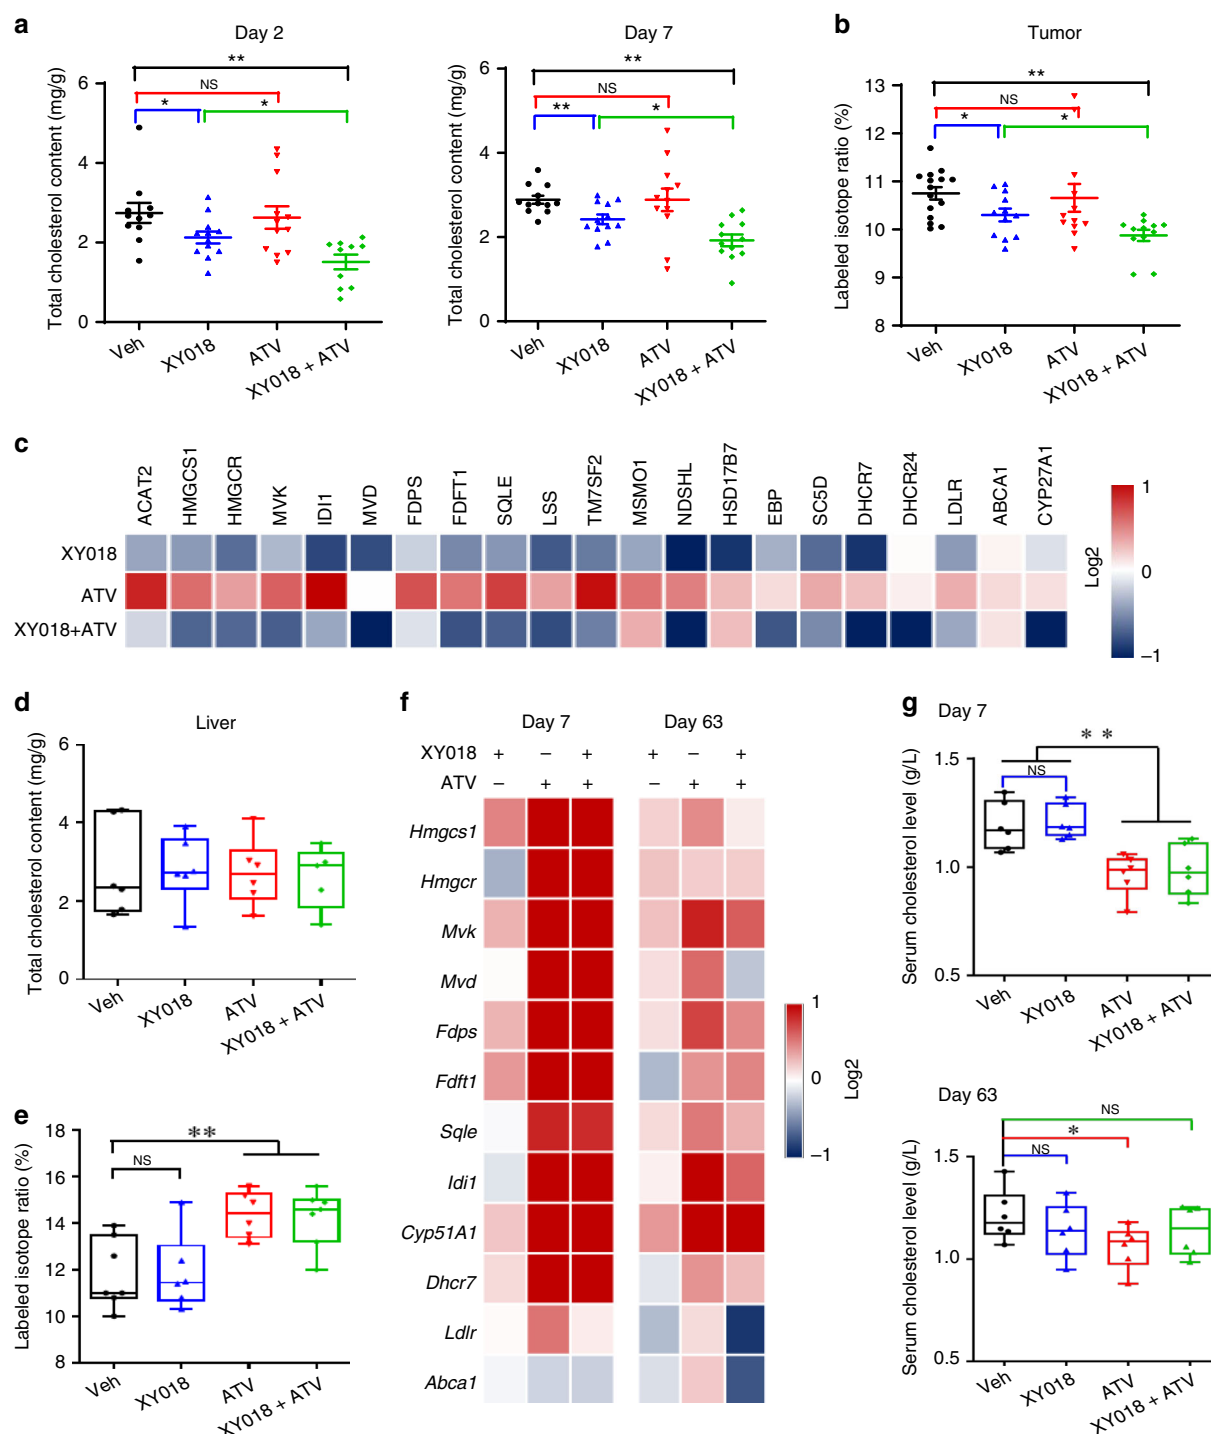 a
Day 2
Total cholesterol content (mg/g)
6
4
2
0
**
NS
*
*
Veh
XY018
ATV
XY018 + ATV
Day 7
Total cholesterol content (mg/g)
6
4
2
0
**
NS
**
*
Veh
XY018
ATV
XY018 + ATV
b
Tumor
Labeled isotope ratio (%)
13
12
11
10
9
8
**
NS
*
*
Veh
XY018
ATV
XY018 + ATV
c
ACAT2
HMGCS1
HMGCR
MVK
IDI1
MVD
FDPS
FDFT1
SQLE
LSS
TM7SF2
MSMO1
NDSHL
HSD17B7
EBP
SC5D
DHCR7
DHCR24
LDLR
ABCA1
CYP27A1
XY018
ATV
XY018+ATV
Log2
1
0
−1
d
Liver
Total cholesterol content (mg/g)
6
4
2
0
Veh
XY018
ATV
XY018 + ATV
e
Labeled isotope ratio (%)
18
16
14
12
10
8
**
NS
Veh
XY018
ATV
XY018 + ATV
f
Day 7 Day 63
XY018 + − + + − +
ATV − + + − + +
Hmgcs1
Hmgcr
Mvk
Mvd
Fdps
Fdft1
Sqle
Idi1
Cyp51A1
Dhcr7
Ldlr
Abca1
1
0
−1
Log2
g
Day 7
Serum cholesterol level (g/L)
1.5
1.0
0.5
* *
NS
Veh
XY018
ATV
XY018 + ATV
Day 63
Serum cholesterol level (g/L)
1.5
1.0
0.5
NS
*
NS
Veh
XY018
ATV
XY018 + ATV